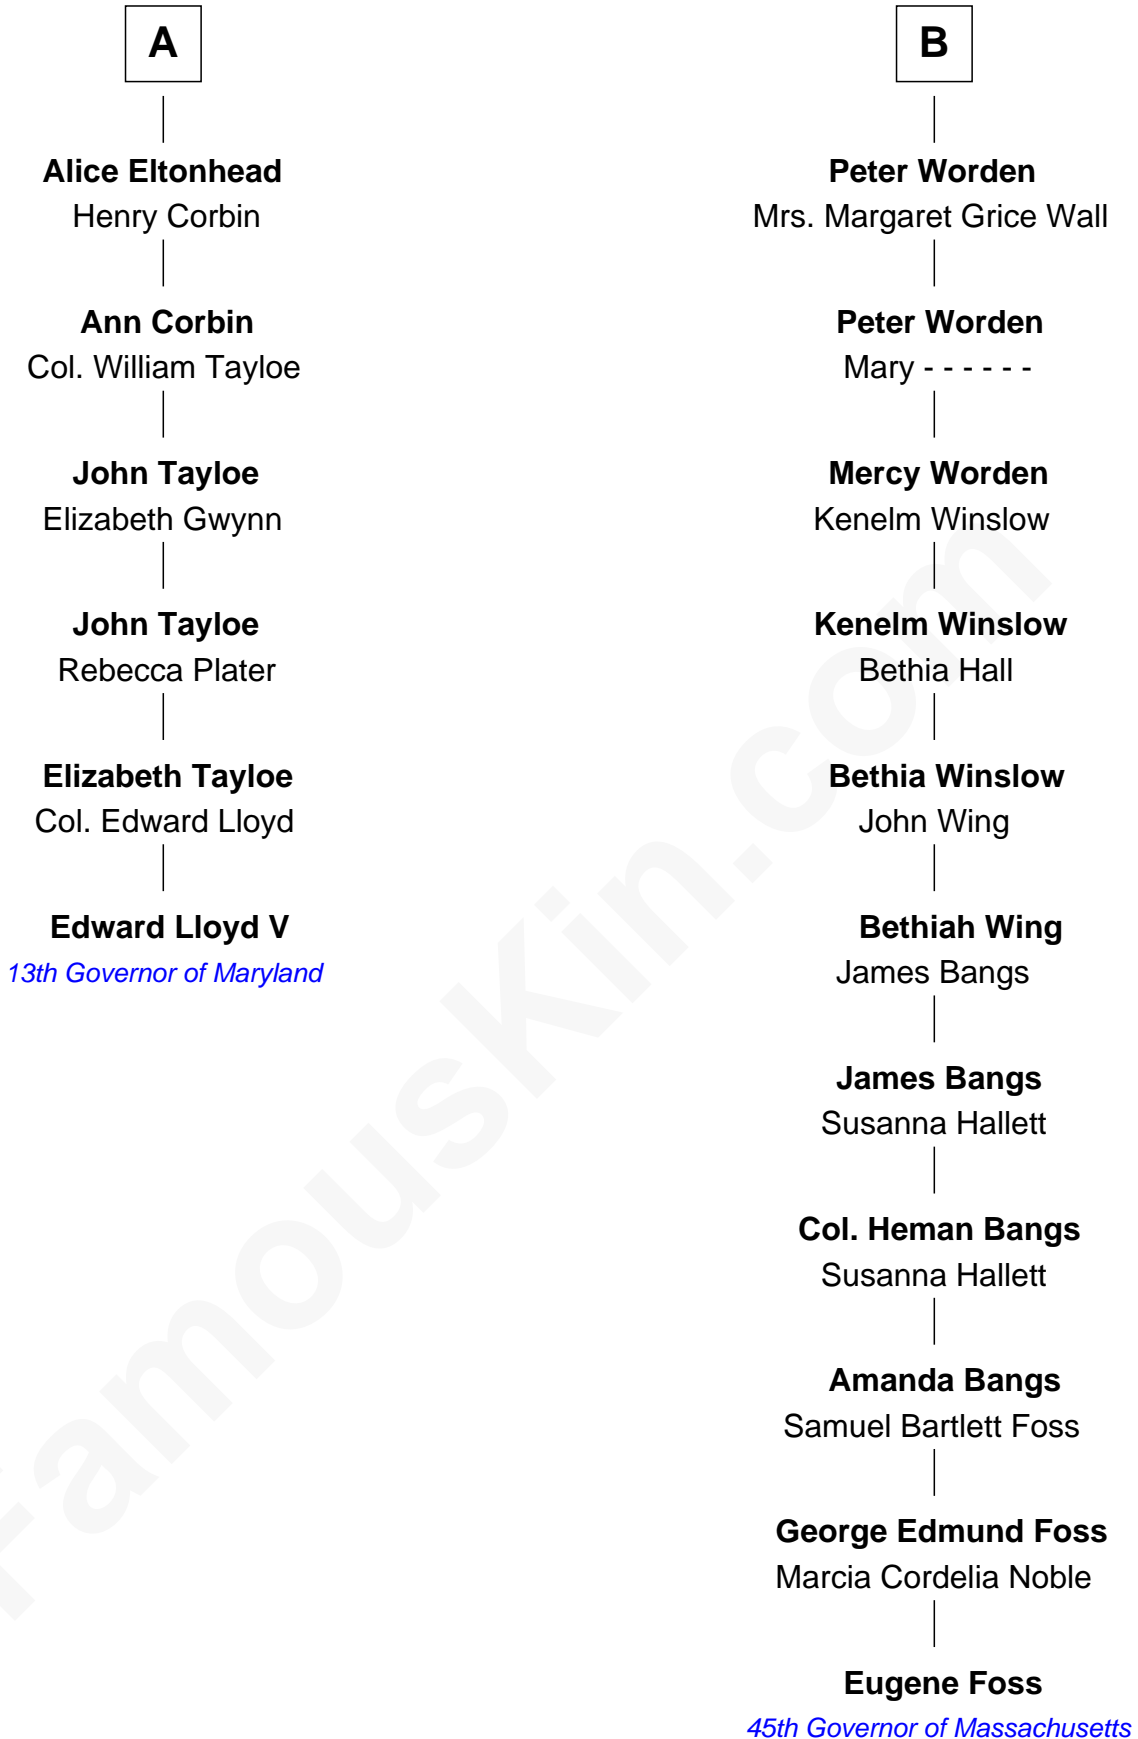 A
Alice Eltonhead
Henry Corbin
Ann Corbin
Col. William Tayloe
John Tayloe
Elizabeth Gwynn
John Tayloe
Rebecca Plater
Elizabeth Tayloe
Col. Edward Lloyd
Edward Lloyd V
13th Governor of Maryland
B
Peter Worden
Mrs. Margaret Grice Wall
Peter Worden
Mary - - - - - -
Mercy Worden
Kenelm Winslow
Kenelm Winslow
Bethia Hall
Bethia Winslow
John Wing
Bethiah Wing
James Bangs
James Bangs
Susanna Hallett
Col. Heman Bangs
Susanna Hallett
Amanda Bangs
Samuel Bartlett Foss
George Edmund Foss
Marcia Cordelia Noble
Eugene Foss
45th Governor of Massachusetts
FamousKin.com